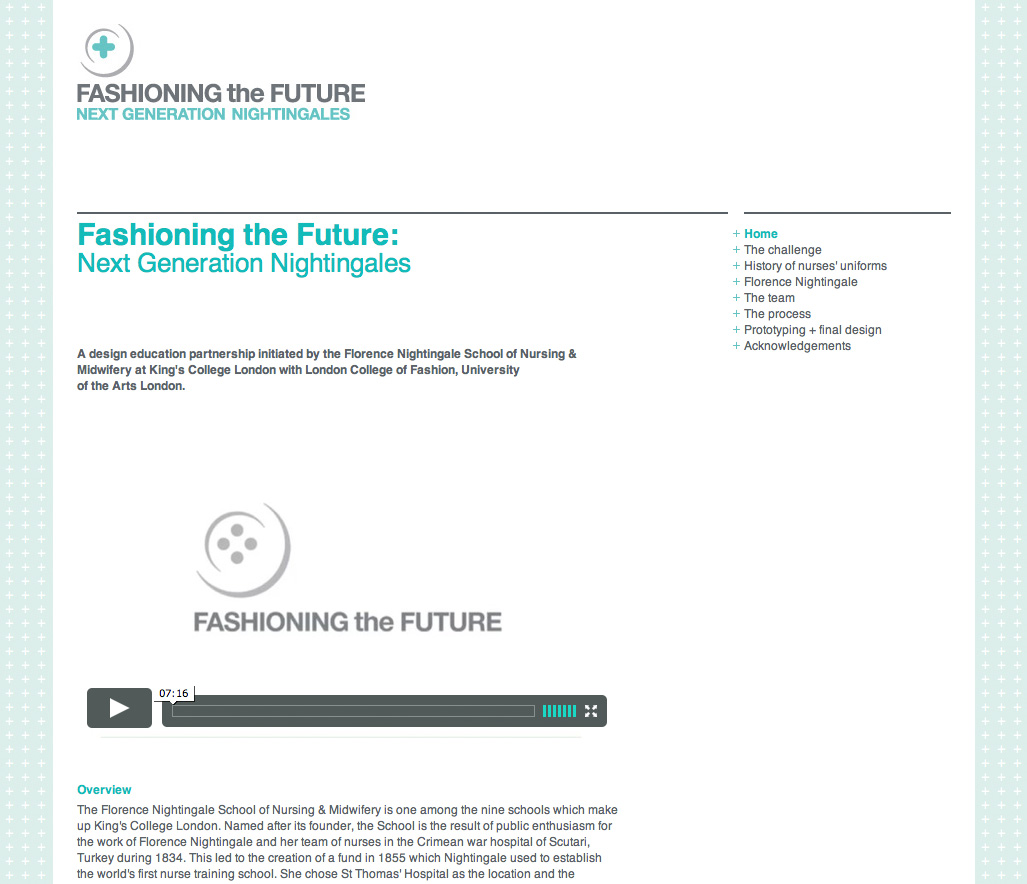 FASHIONING the FUTURE
NEXT GENERATION NIGHTINGALES
Fashioning the Future:
Next Generation Nightingales
A design education partnership initiated by the Florence Nightingale School of Nursing &
Midwifery at King's College London with London College of Fashion, University
of the Arts London.
+ Home
+ The challenge
+ History of nurses' uniforms
+ Florence Nightingale
+ The team
+ The process
+ Prototyping + final design
+ Acknowledgements
FASHIONING the FUTURE
07:16
Overview
The Florence Nightingale School of Nursing & Midwifery is one among the nine schools which make
up King's College London. Named after its founder, the School is the result of public enthusiasm for
the work of Florence Nightingale and her team of nurses in the Crimean war hospital of Scutari,
Turkey during 1834. This led to the creation of a fund in 1855 which Nightingale used to establish
the world's first nurse training school. She chose St Thomas' Hospital as the location and the